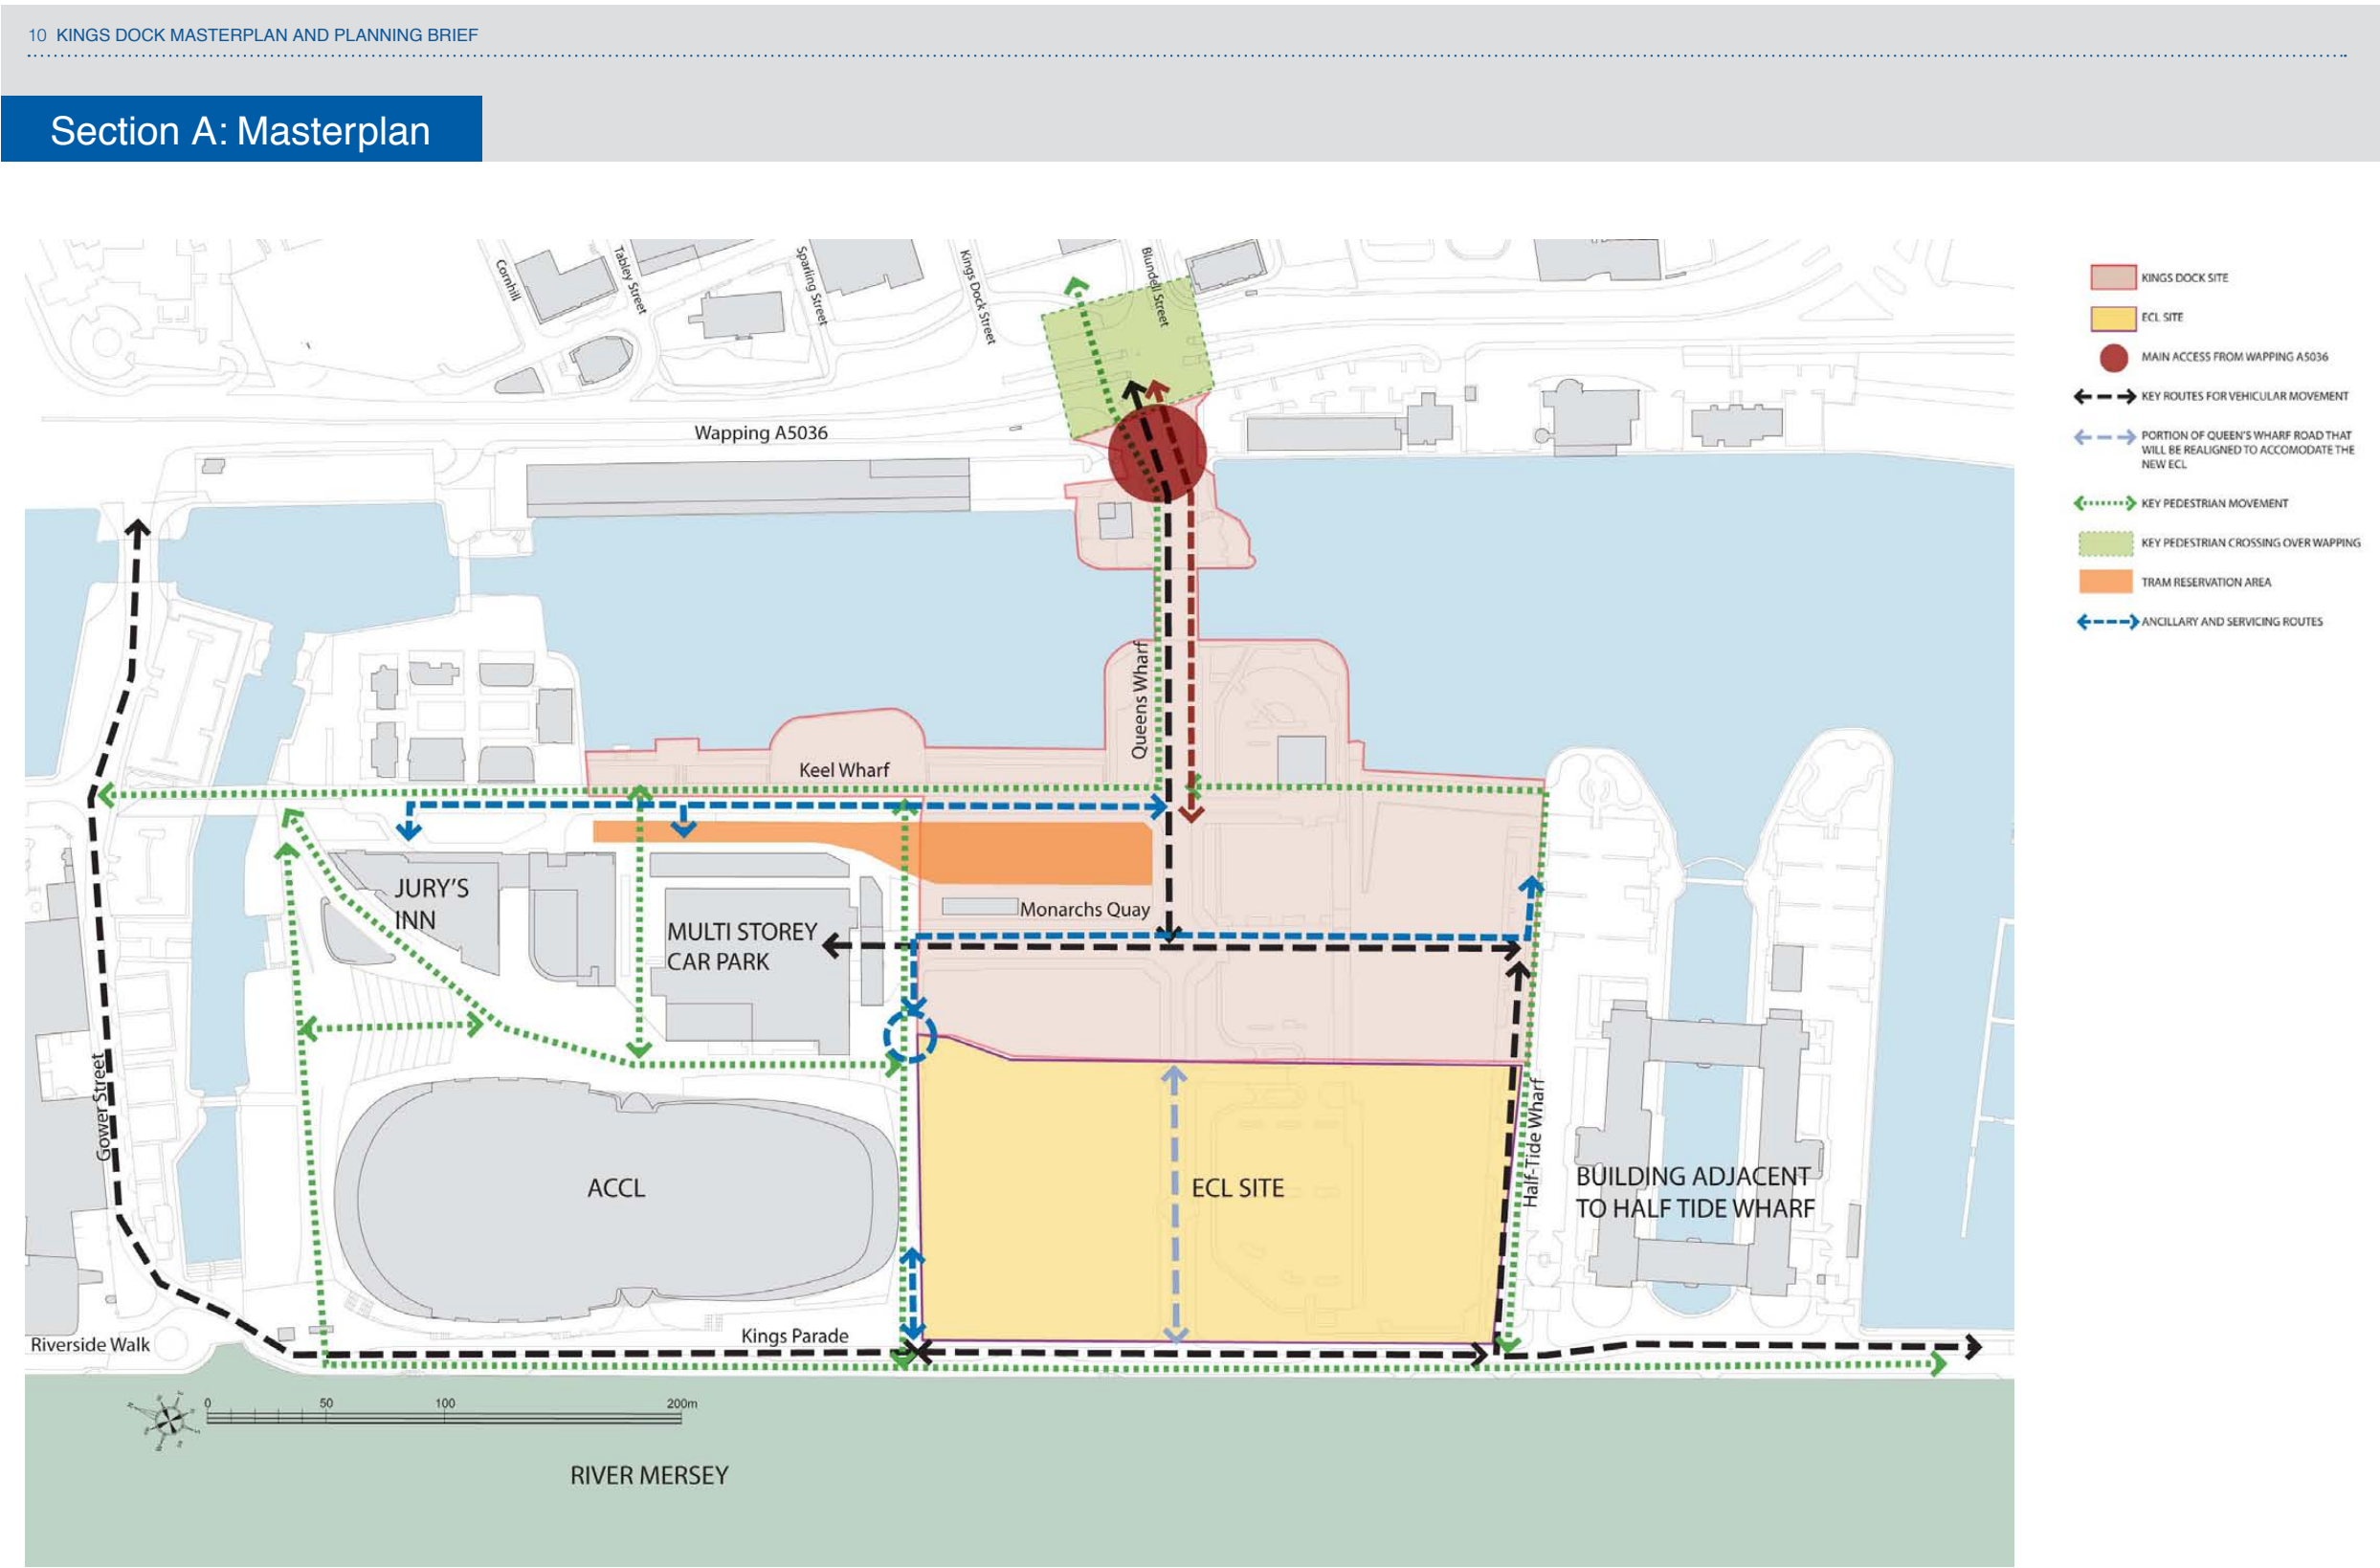 10 KINGS DOCK MASTERPLAN AND PLANNING BRIEF
Section A: Masterplan
Cornhill
Tabley Street
Sparling Street
Kings Dock Street
Blundell Street
Wapping A5036
Queens Wharf
Keel Wharf
JURY'S
INN
MULTI STOREY
CAR PARK
Monarchs Quay
Gower Street
ACCL
ECL SITE
Half-Tide Wharf
BUILDING ADJACENT
TO HALF TIDE WHARF
Riverside Walk
Kings Parade
0 50 100 200m
RIVER MERSEY
KINGS DOCK SITE
ECL SITE
MAIN ACCESS FROM WAPPING A5036
KEY ROUTES FOR VEHICULAR MOVEMENT
PORTION OF QUEEN'S WHARF ROAD THAT
WILL BE REALIGNED TO ACCOMODATE THE
NEW ECL
KEY PEDESTRIAN MOVEMENT
KEY PEDESTRIAN CROSSING OVER WAPPING
TRAM RESERVATION AREA
ANCILLARY AND SERVICING ROUTES